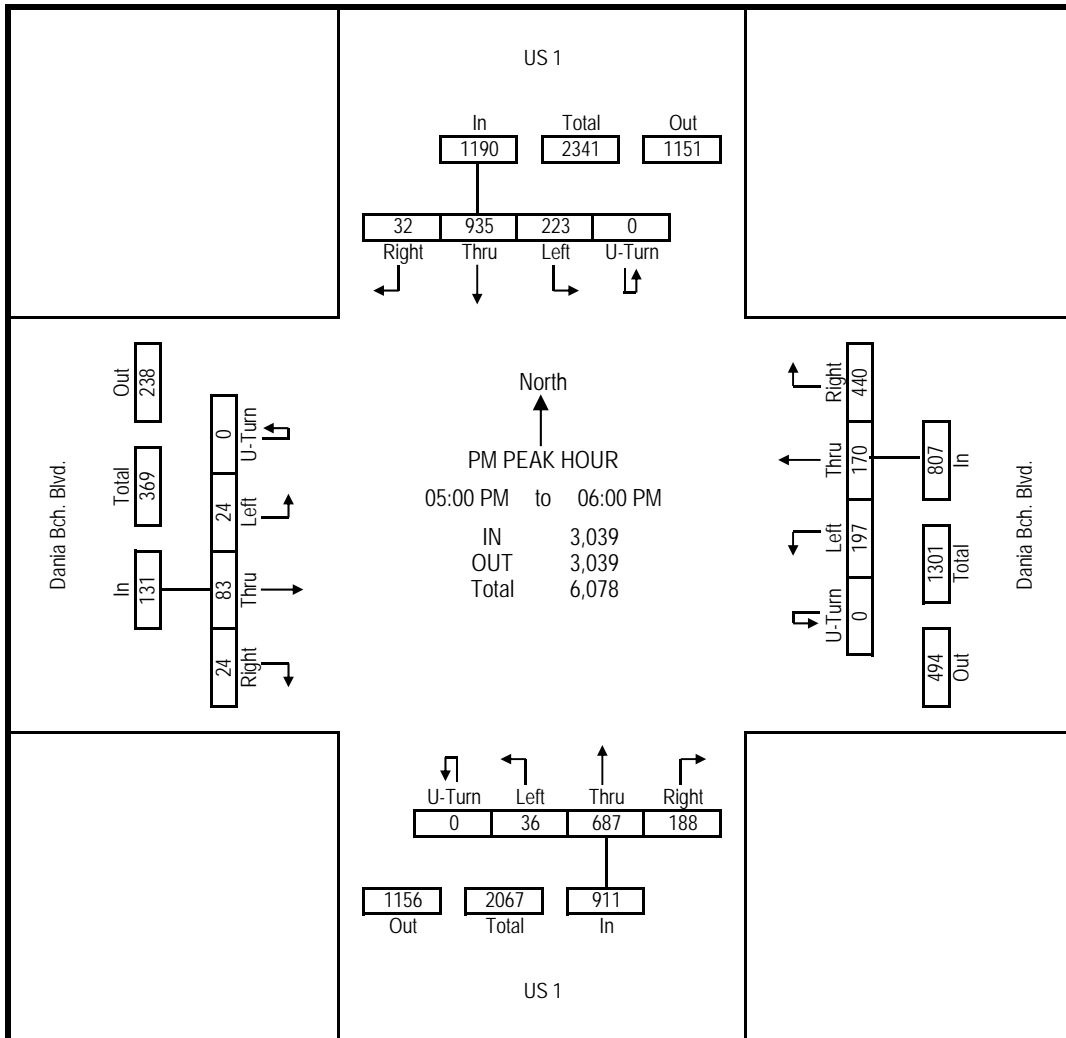 US 1
In Total Out
1190 2341 1151
32 935 223 0
Right Thru Left U-Turn
Dania Bch. Blvd.
Out 238
Total 369
In 131
0 U-Turn
24 Left
83 Thru
24 Right
North
PM PEAK HOUR
05:00 PM to 06:00 PM
IN 3,039
OUT 3,039
Total 6,078
Right 440
Thru 170
Left 197
U-Turn 0
807 In
1301 Total
494 Out
Dania Bch. Blvd.
U-Turn Left Thru Right
0 36 687 188
1156 2067 911
Out Total In
US 1